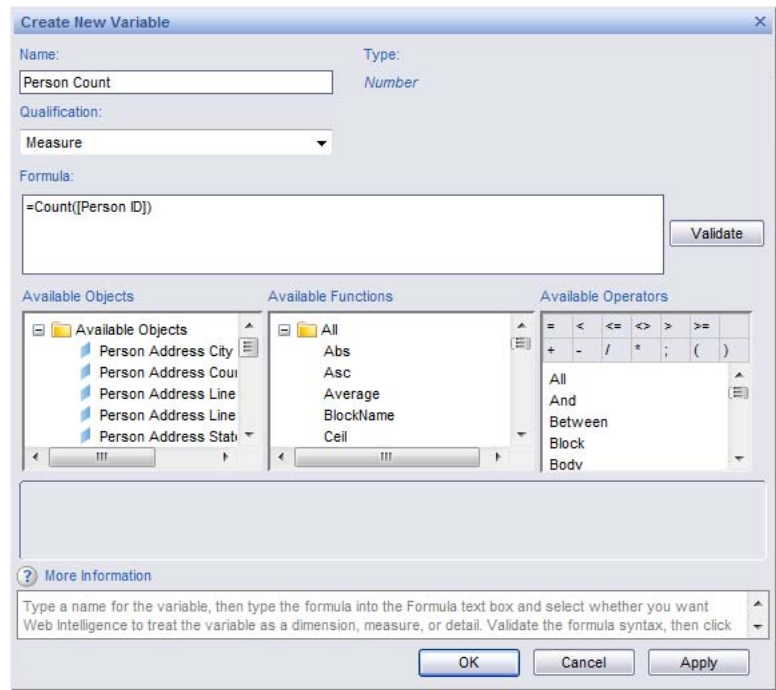 Create New Variable
Name:
Type:
Person Count
Number
Qualification:
Measure
Formula:
=Count([Person ID])
Validate
Available Objects
Available Functions
Available Operators
Available Objects
Person Address City
Person Address Cou
Person Address Line
Person Address Line
Person Address Stat
All
Abs
Asc
Average
BlockName
Ceil
= < <= <> > >=
+ - / * ; ( )
All
And
Between
Block
Body
? More Information
Type a name for the variable, then type the formula into the Formula text box and select whether you want
Web Intelligence to treat the variable as a dimension, measure, or detail. Validate the formula syntax, then click
OK
Cancel
Apply